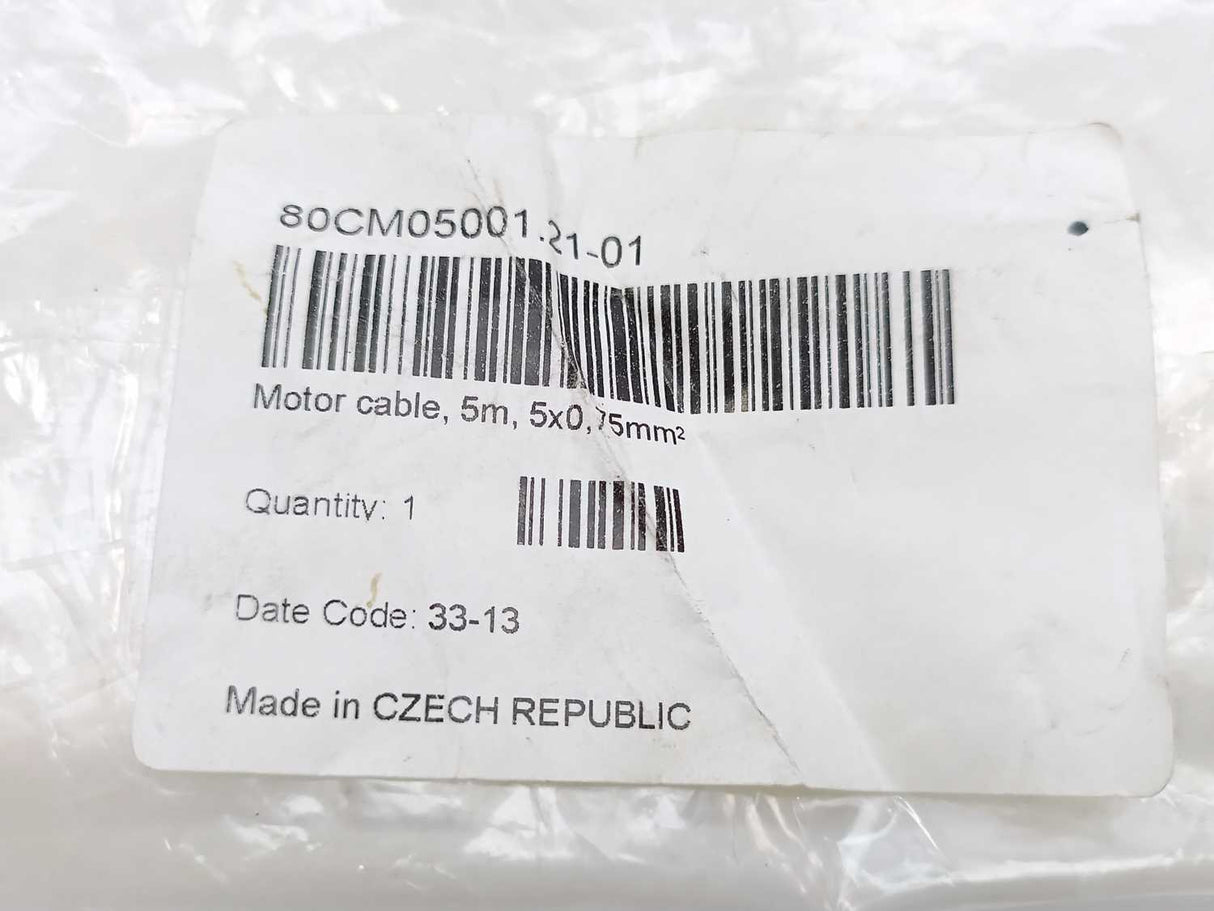 80CM05001.21-01
Motor cable, 5m, 5x0,75mm²
Quantity: 1
Date Code: 33-13
Made in CZECH REPUBLIC